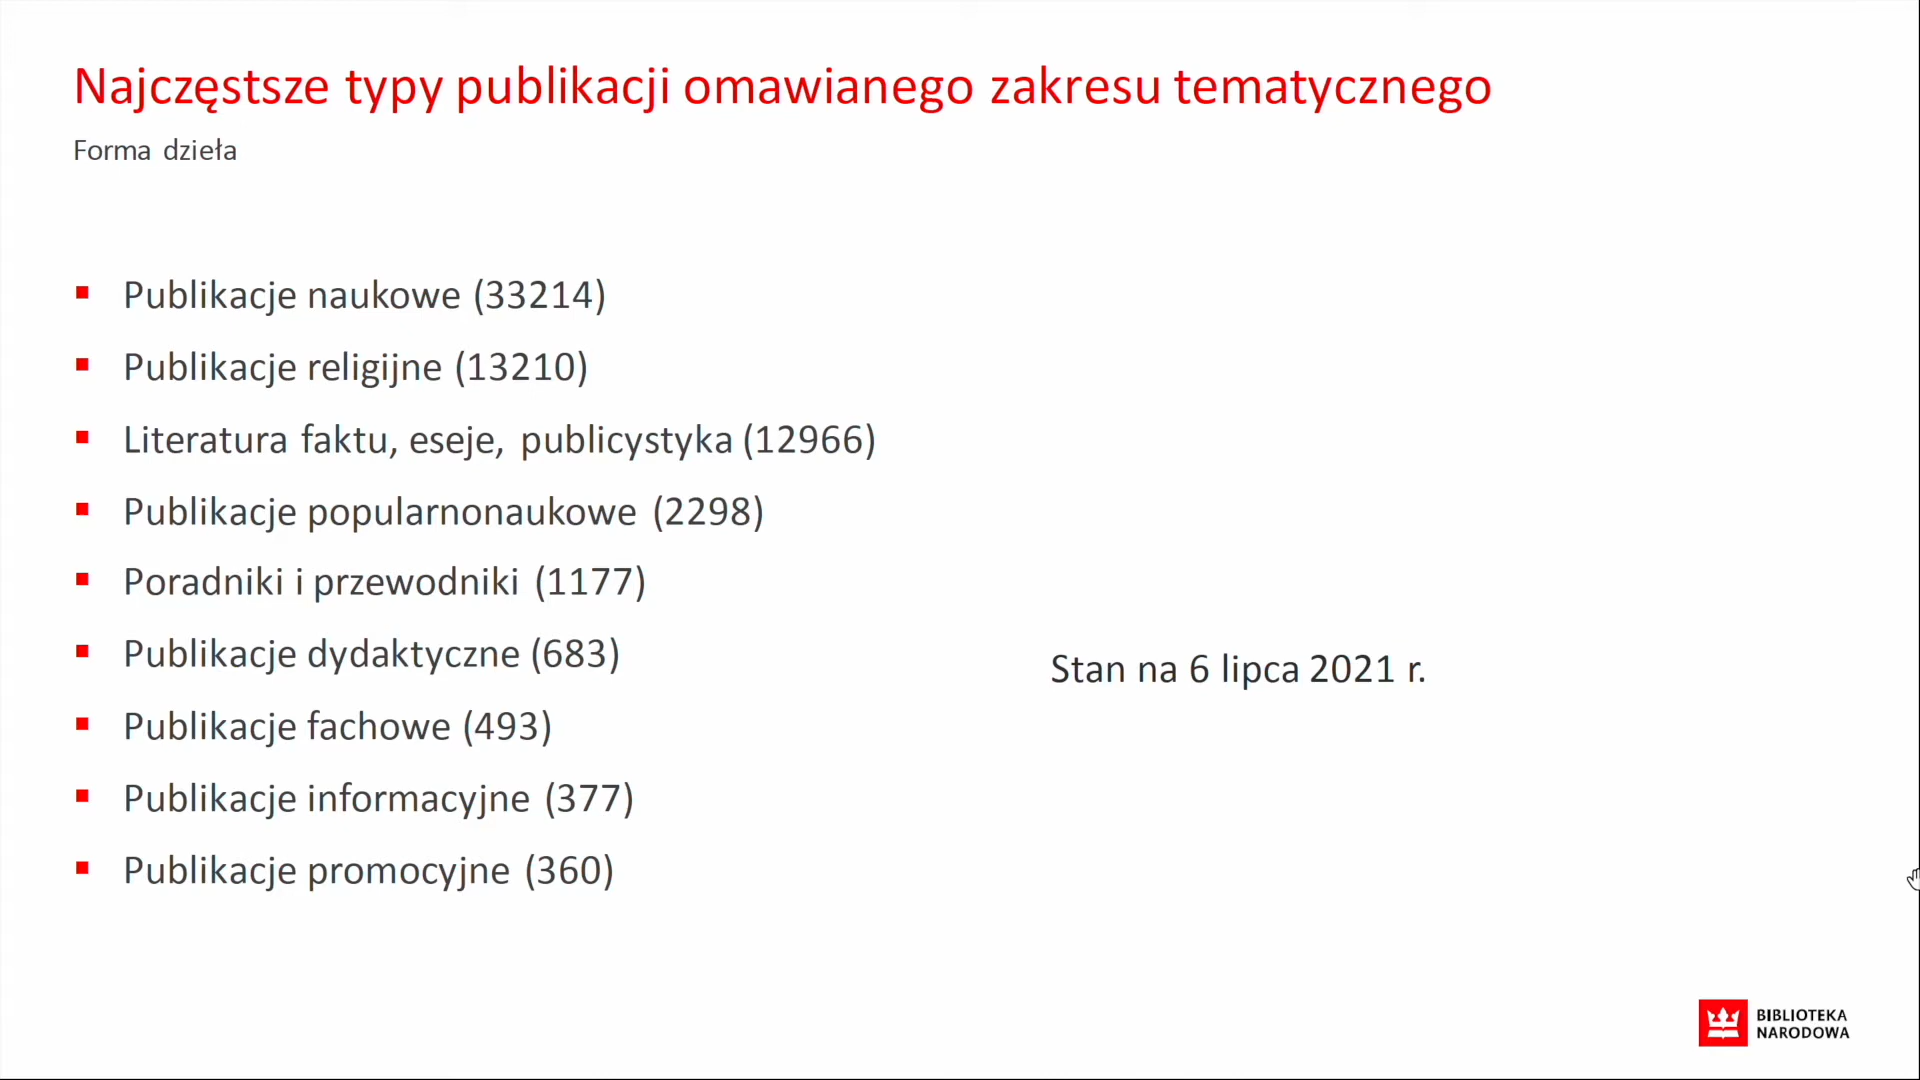 Najczęstsze typy publikacji omawianego zakresu tematycznego
Forma dzieła
Publikacje naukowe (33214)
Publikacje religijne (13210)
Literatura faktu, eseje, publicystyka (12966)
Publikacje popularnonaukowe (2298)
Poradniki i przewodniki (1177)
Publikacje dydaktyczne (683)
Publikacje fachowe (493)
Publikacje informacyjne (377)
Publikacje promocyjne (360)
Stan na 6 lipca 2021 r.
BIBLIOTEKA
NARODOWA